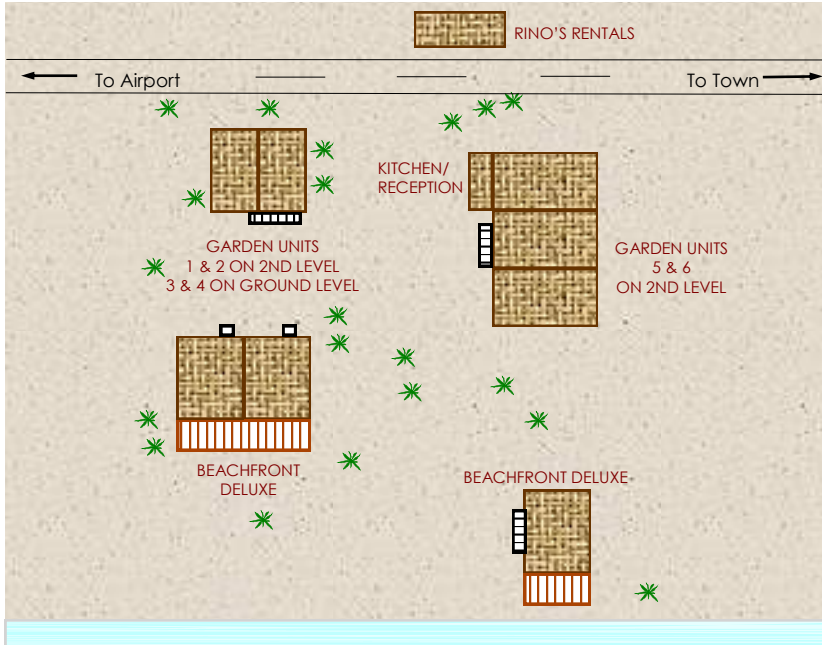 RINO'S RENTALS
To Airport
To Town
KITCHEN/
RECEPTION
GARDEN UNITS
1 & 2 ON 2ND LEVEL
3 & 4 ON GROUND LEVEL
GARDEN UNITS
5 & 6
ON 2ND LEVEL
BEACHFRONT
DELUXE
BEACHFRONT DELUXE